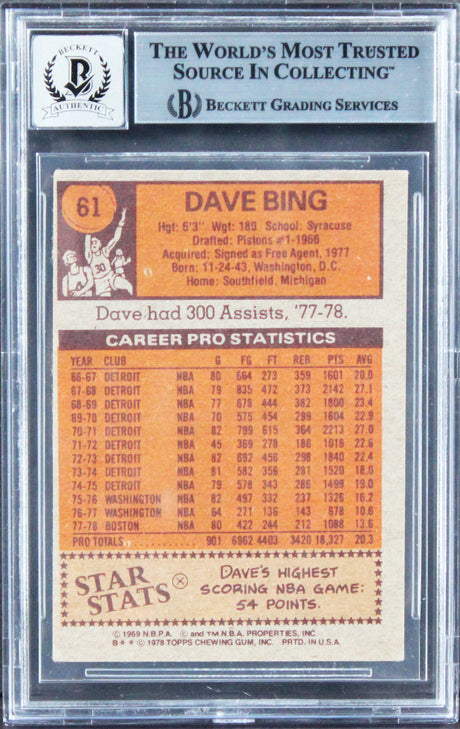 BECKETT
B
AUTHENTIC
THE WORLD'S MOST TRUSTED
SOURCE IN COLLECTING™
B BECKETT GRADING SERVICES
61
DAVE BING
Hgt: 6'3" Wgt: 189 School: Syracuse
Drafted: Pistons #1-1966
Acquired: Signed as Free Agent, 1977
Born: 11-24-43, Washington, D.C.
Home: Southfield, Michigan
30
Dave had 300 Assists, '77-78.
CAREER PRO STATISTICS
YEAR CLUB G FG FT REB PTS AVG
66-67 DETROIT NBA 80 664 273 359 1601 20.0
67-68 DETROIT NBA 79 835 472 373 2142 27.1
68-69 DETROIT NBA 77 678 444 382 1800 23.4
69-70 DETROIT NBA 70 575 454 299 1604 22.9
70-71 DETROIT NBA 82 799 615 364 2213 27.0
71-72 DETROIT NBA 45 369 278 186 1016 22.6
72-73 DETROIT NBA 82 692 456 298 1840 22.4
73-74 DETROIT NBA 81 582 356 281 1520 18.8
74-75 DETROIT NBA 79 578 343 286 1499 19.0
75-76 WASHINGTON NBA 82 497 332 237 1326 16.2
76-77 WASHINGTON NBA 64 271 136 143 678 10.6
77-78 BOSTON NBA 80 422 244 212 1088 13.6
PRO TOTALS 901 6962 4403 3420 18,327 20.3
STAR
STATS
DAVE'S HIGHEST
SCORING NBA GAME:
54 POINTS.
© 1969 N.B.P.A. © and ™ N.B.A. PROPERTIES, INC.
B * * © 1978 TOPPS CHEWING GUM, INC. PRTD. IN U.S.A.